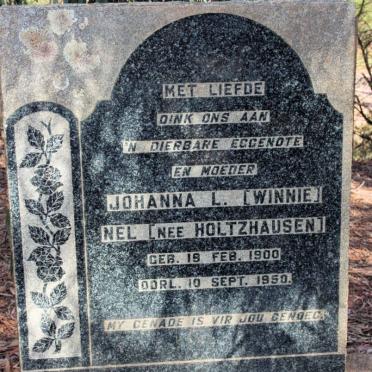 MET LIEFDE
DINK ONS AAN
'N DIERBARE EGGENOTE
EN MOEDER
JOHANNA L. [WINNIE]
NEL [NEE HOLTZHAUSEN]
GEB. 19 FEB. 1900
OORL. 10 SEPT. 1950.
MY GENADE IS VIR JOU GENOEG.